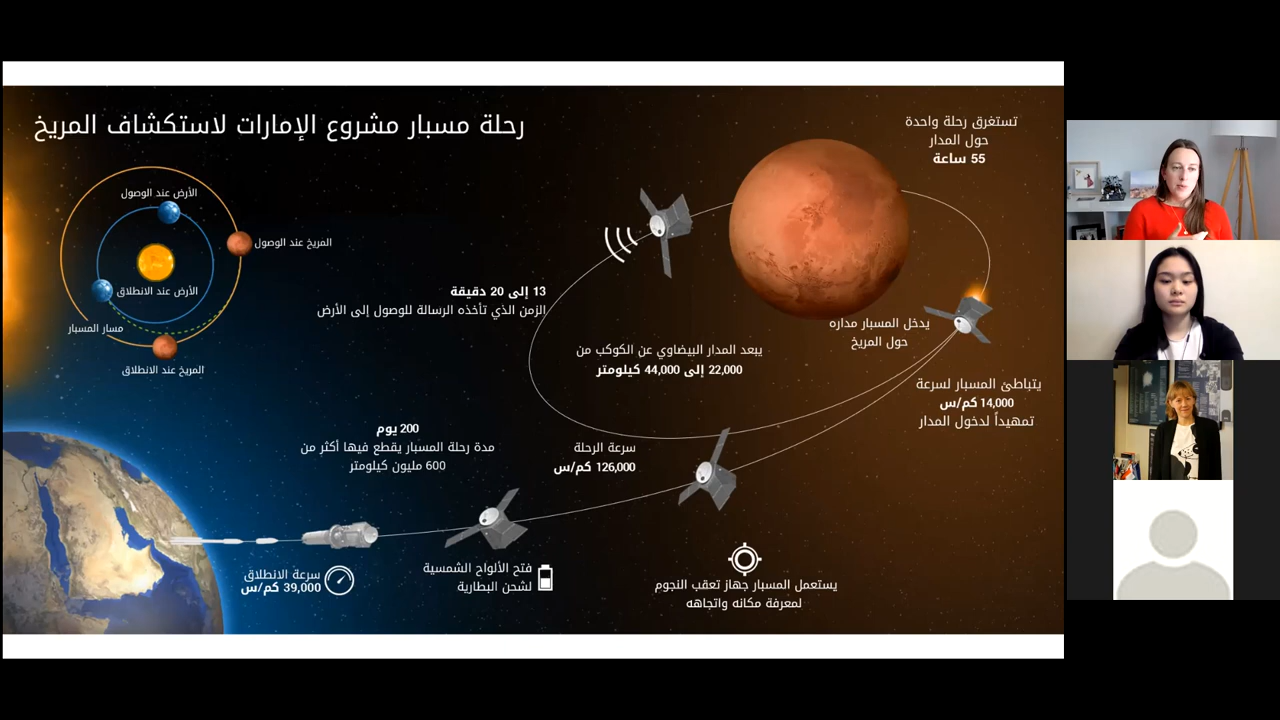 رحلة مسبار مشروع الإمارات لاستكشاف المريخ
تستغرق رحلة واحدة
حول المدار
55 ساعة
الأرض عند الوصول
المريخ عند الوصول
الأرض عند الانطلاق
مسار المسبار
المريخ عند الانطلاق
13 إلى 20 دقيقة
الزمن الذي تأخذه الرسالة للوصول إلى الأرض
يدخل المسبار مداره
حول المريخ
يبعد المدار البيضاوي عن الكوكب من
22,000 إلى 44,000 كيلومتر
يتباطئ المسبار لسرعة
14,000 كم/س
تمهيداً لدخول المدار
200 يوم
مدة رحلة المسبار يقطع فيها أكثر من
600 مليون كيلومتر
سرعة الرحلة
126,000 كم/س
سرعة الانطلاق
39,000 كم/س
فتح الألواح الشمسية
لشحن البطارية
يستعمل المسبار جهاز تعقب النجوم
لمعرفة مكانه واتجاهه